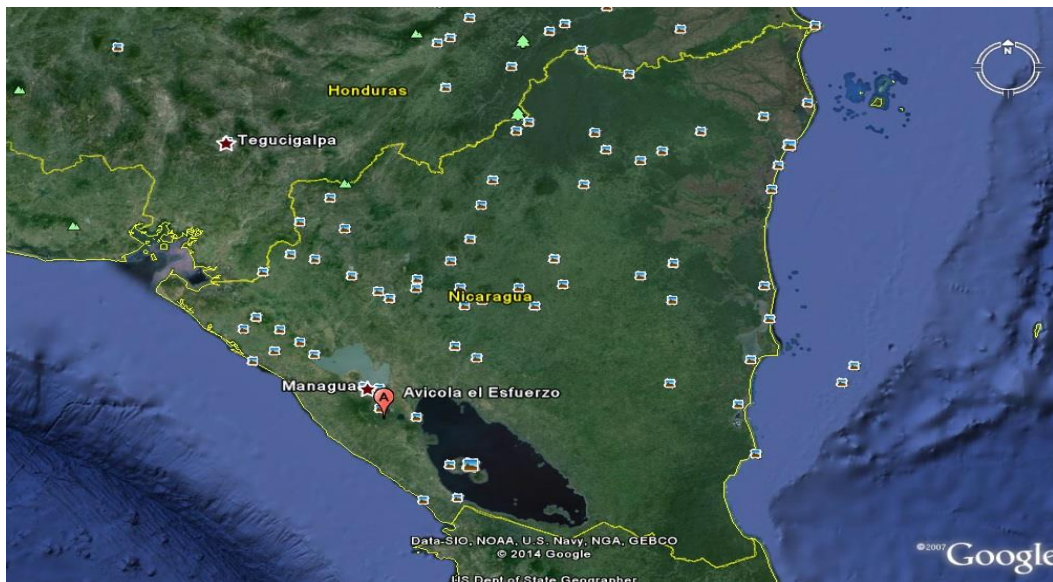 N
Honduras
Tegucigalpa
Nicaragua
Managua
A
Avicola el Esfuerzo
Data SIO, NOAA, U.S. Navy, NGA, GEBCO
© 2014 Google
US Dept of State Geographer
©2007 Google